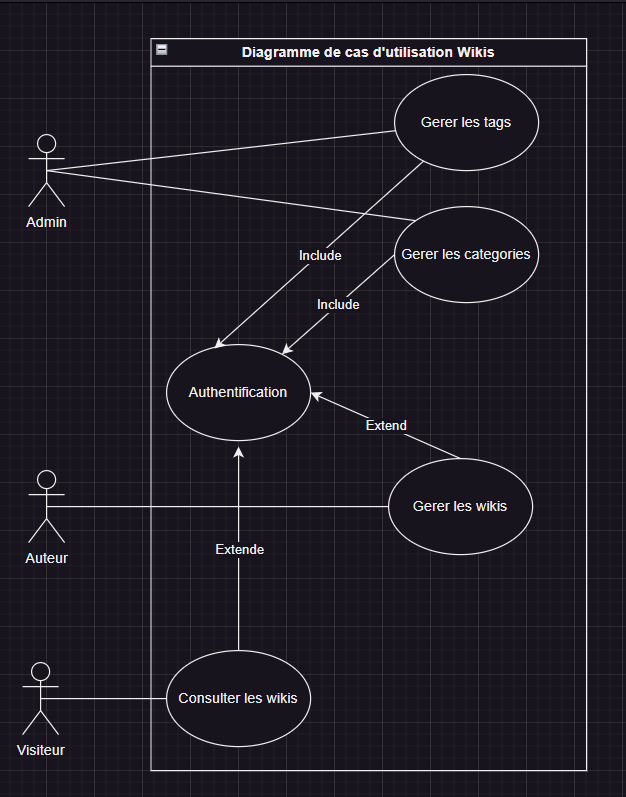 Diagramme de cas d'utilisation Wikis
Gerer les tags
Admin
Include
Gerer les categories
Include
Authentification
Extend
Gerer les wikis
Auteur
Extende
Consulter les wikis
Visiteur